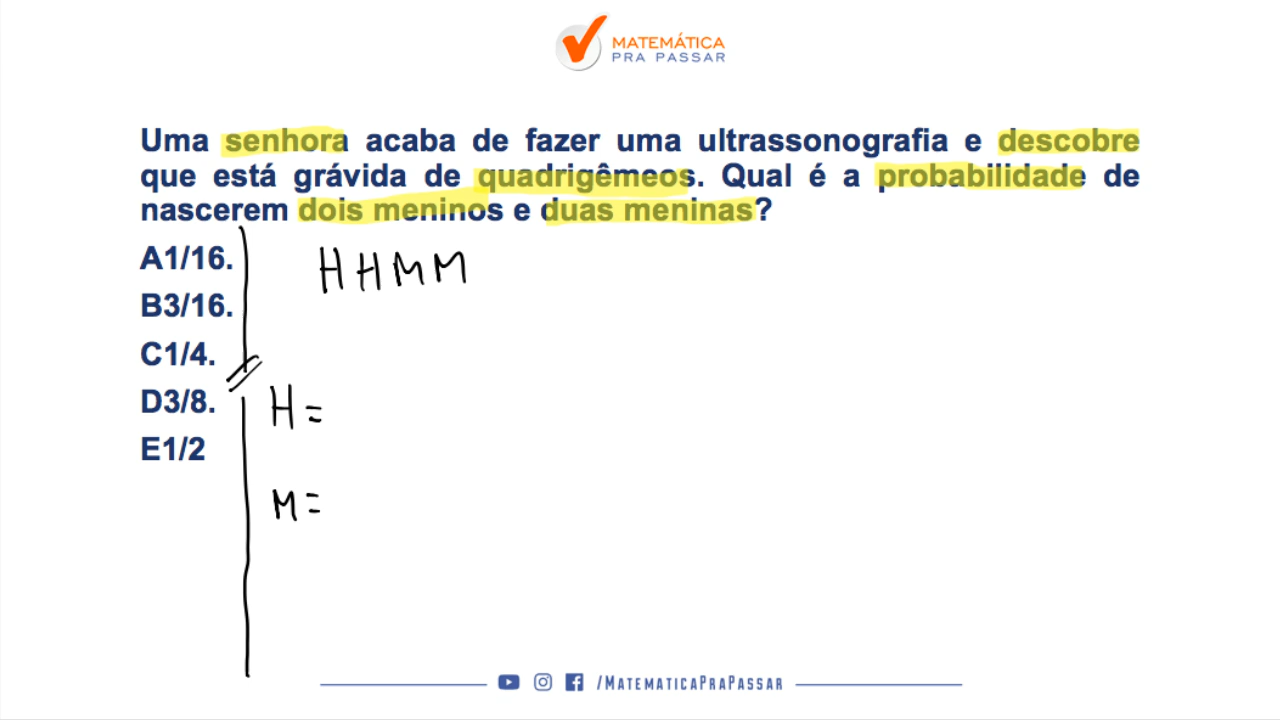 MATEMÁTICA
PRA PASSAR
Uma senhora acaba de fazer uma ultrassonografia e descobre
que está grávida de quadrigêmeos. Qual é a probabilidade de
nascerem dois meninos e duas meninas?
A1/16.
B3/16.
C1/4.
D3/8.
E1/2
H H M M
H =
M =
/MATEMATICAPRAPASSAR